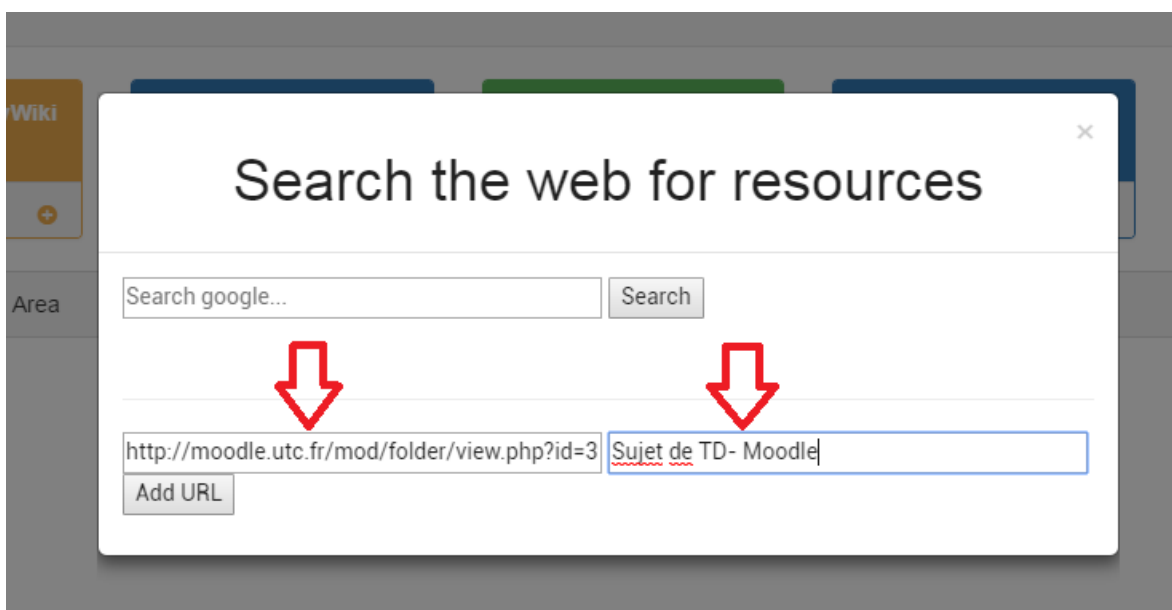 Wiki
×
Search the web for resources
Area
Search google...
Search
http://moodle.utc.fr/mod/folder/view.php?id=3
Sujet de TD- Moodle
Add URL